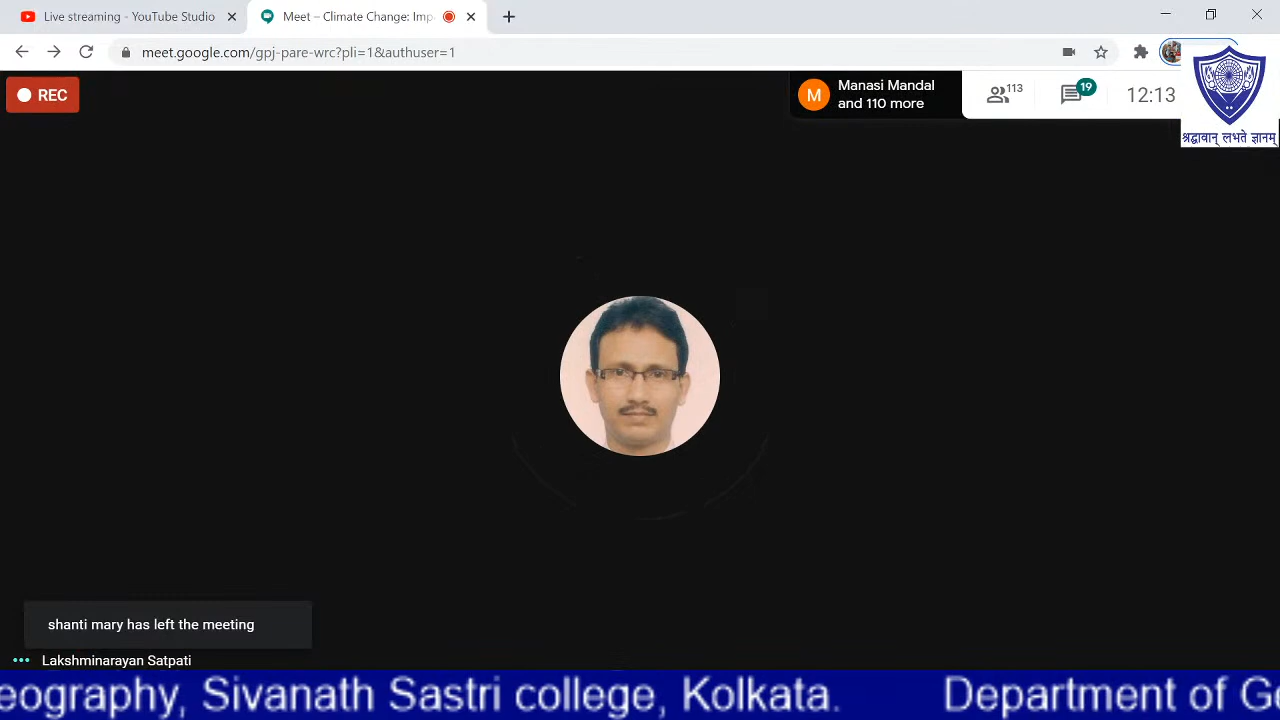 Live streaming - YouTube Studio
Meet – Climate Change: Imp
meet.google.com/gpj-pare-wrc?pli=1&authuser=1
REC
M
Manasi Mandal
and 110 more
113
19
12:13
श्रद्धावान् लभते ज्ञानम्
shanti mary has left the meeting
Lakshminarayan Satpati
eography, Sivanath Sastri college, Kolkata. Department of Ge